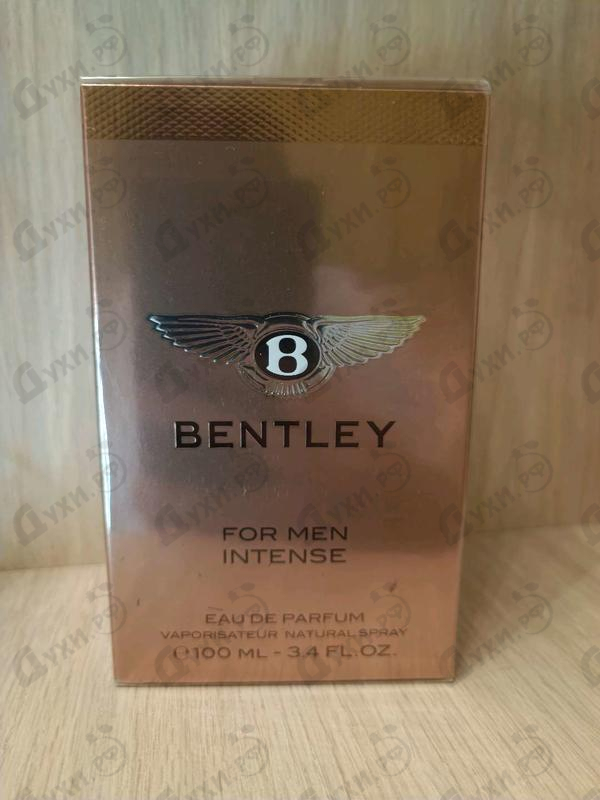 B
BENTLEY
FOR MEN
INTENSE
EAU DE PARFUM
VAPORISATEUR NATURAL SPRAY
℮100 ML - 3.4 FL.OZ.
Духи.РФ